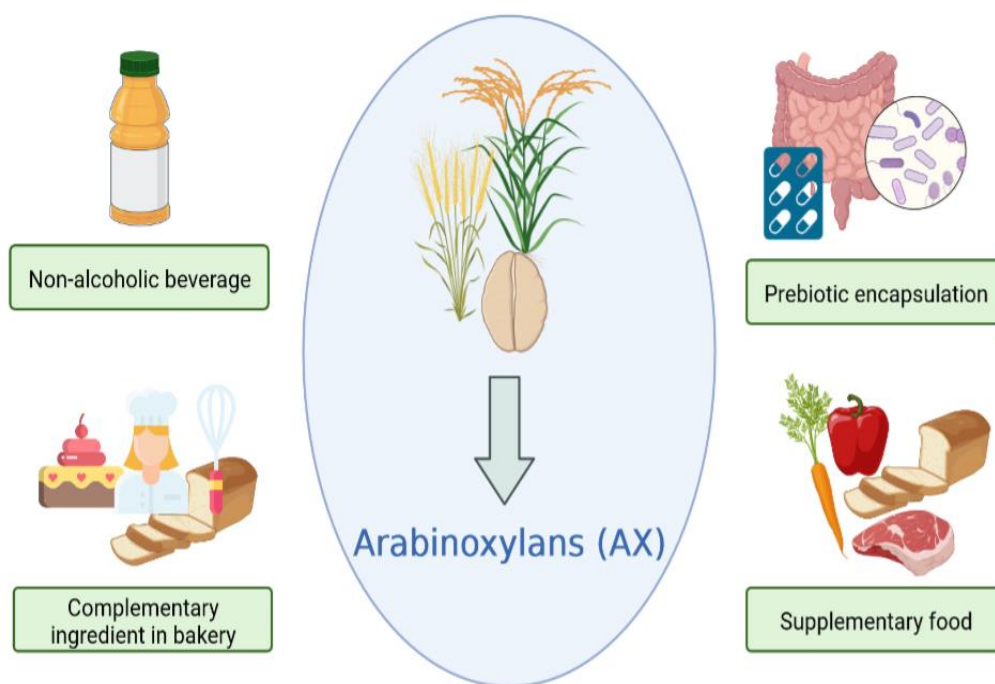 Non-alcoholic beverage
Prebiotic encapsulation
Arabinoxylans (AX)
Complementary
ingredient in bakery
Supplementary food